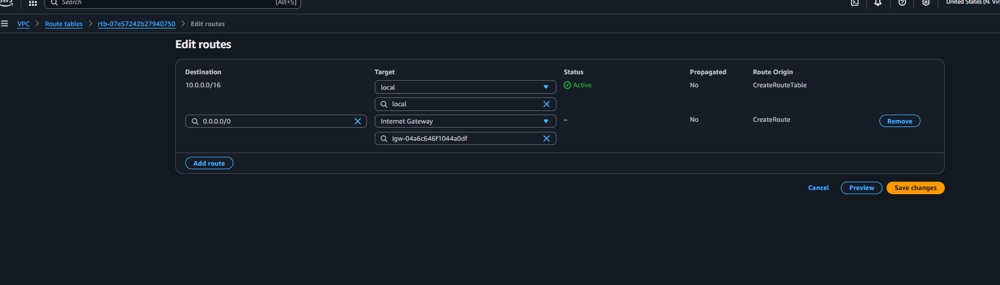 Search [Alt+S]
United States (N. Vir
VPC > Route tables > rtb-07e57242b27940750 > Edit routes
Edit routes
Destination Target Status Propagated Route Origin
10.0.0.0/16 local Active No CreateRouteTable
local
0.0.0.0/0 Internet Gateway – No CreateRoute Remove
igw-04a6c646f1044a0df
Add route
Cancel Preview Save changes